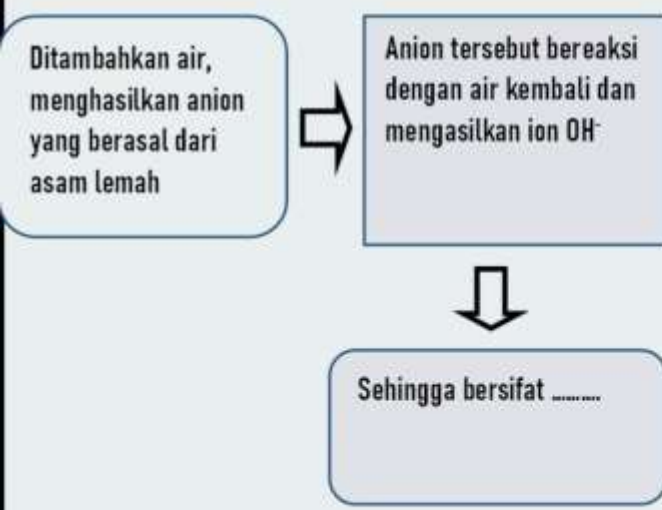 Ditambahkan air,
menghasilkan anion
yang berasal dari
asam lemah
Anion tersebut bereaksi
dengan air kembali dan
mengasilkan ion OH⁻
Sehingga bersifat ..........